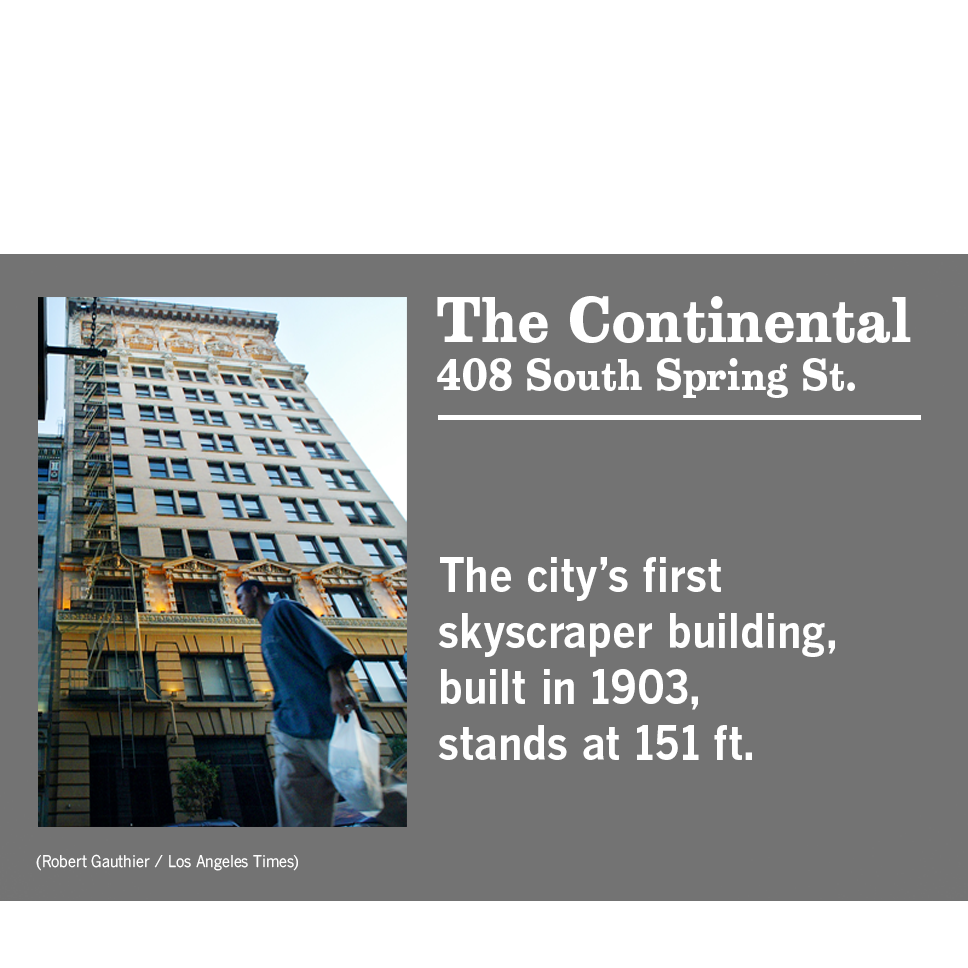 The Continental
408 South Spring St.
The city’s first
skyscraper building,
built in 1903,
stands at 151 ft.
(Robert Gauthier / Los Angeles Times)